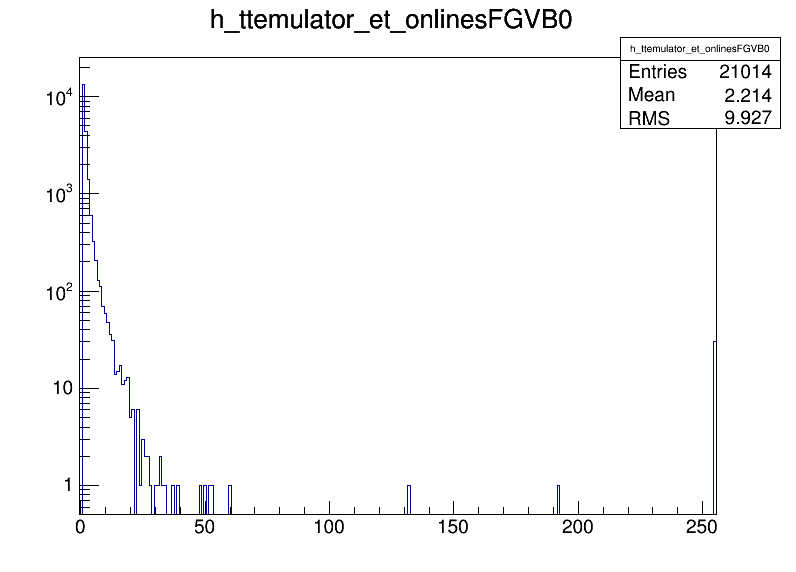 h_ttemulator_et_onlinesFGVB0
h_ttemulator_et_onlinesFGVB0
Entries 21014
Mean 2.214
RMS 9.927
10^4
10^3
10^2
10
1
0 50 100 150 200 250